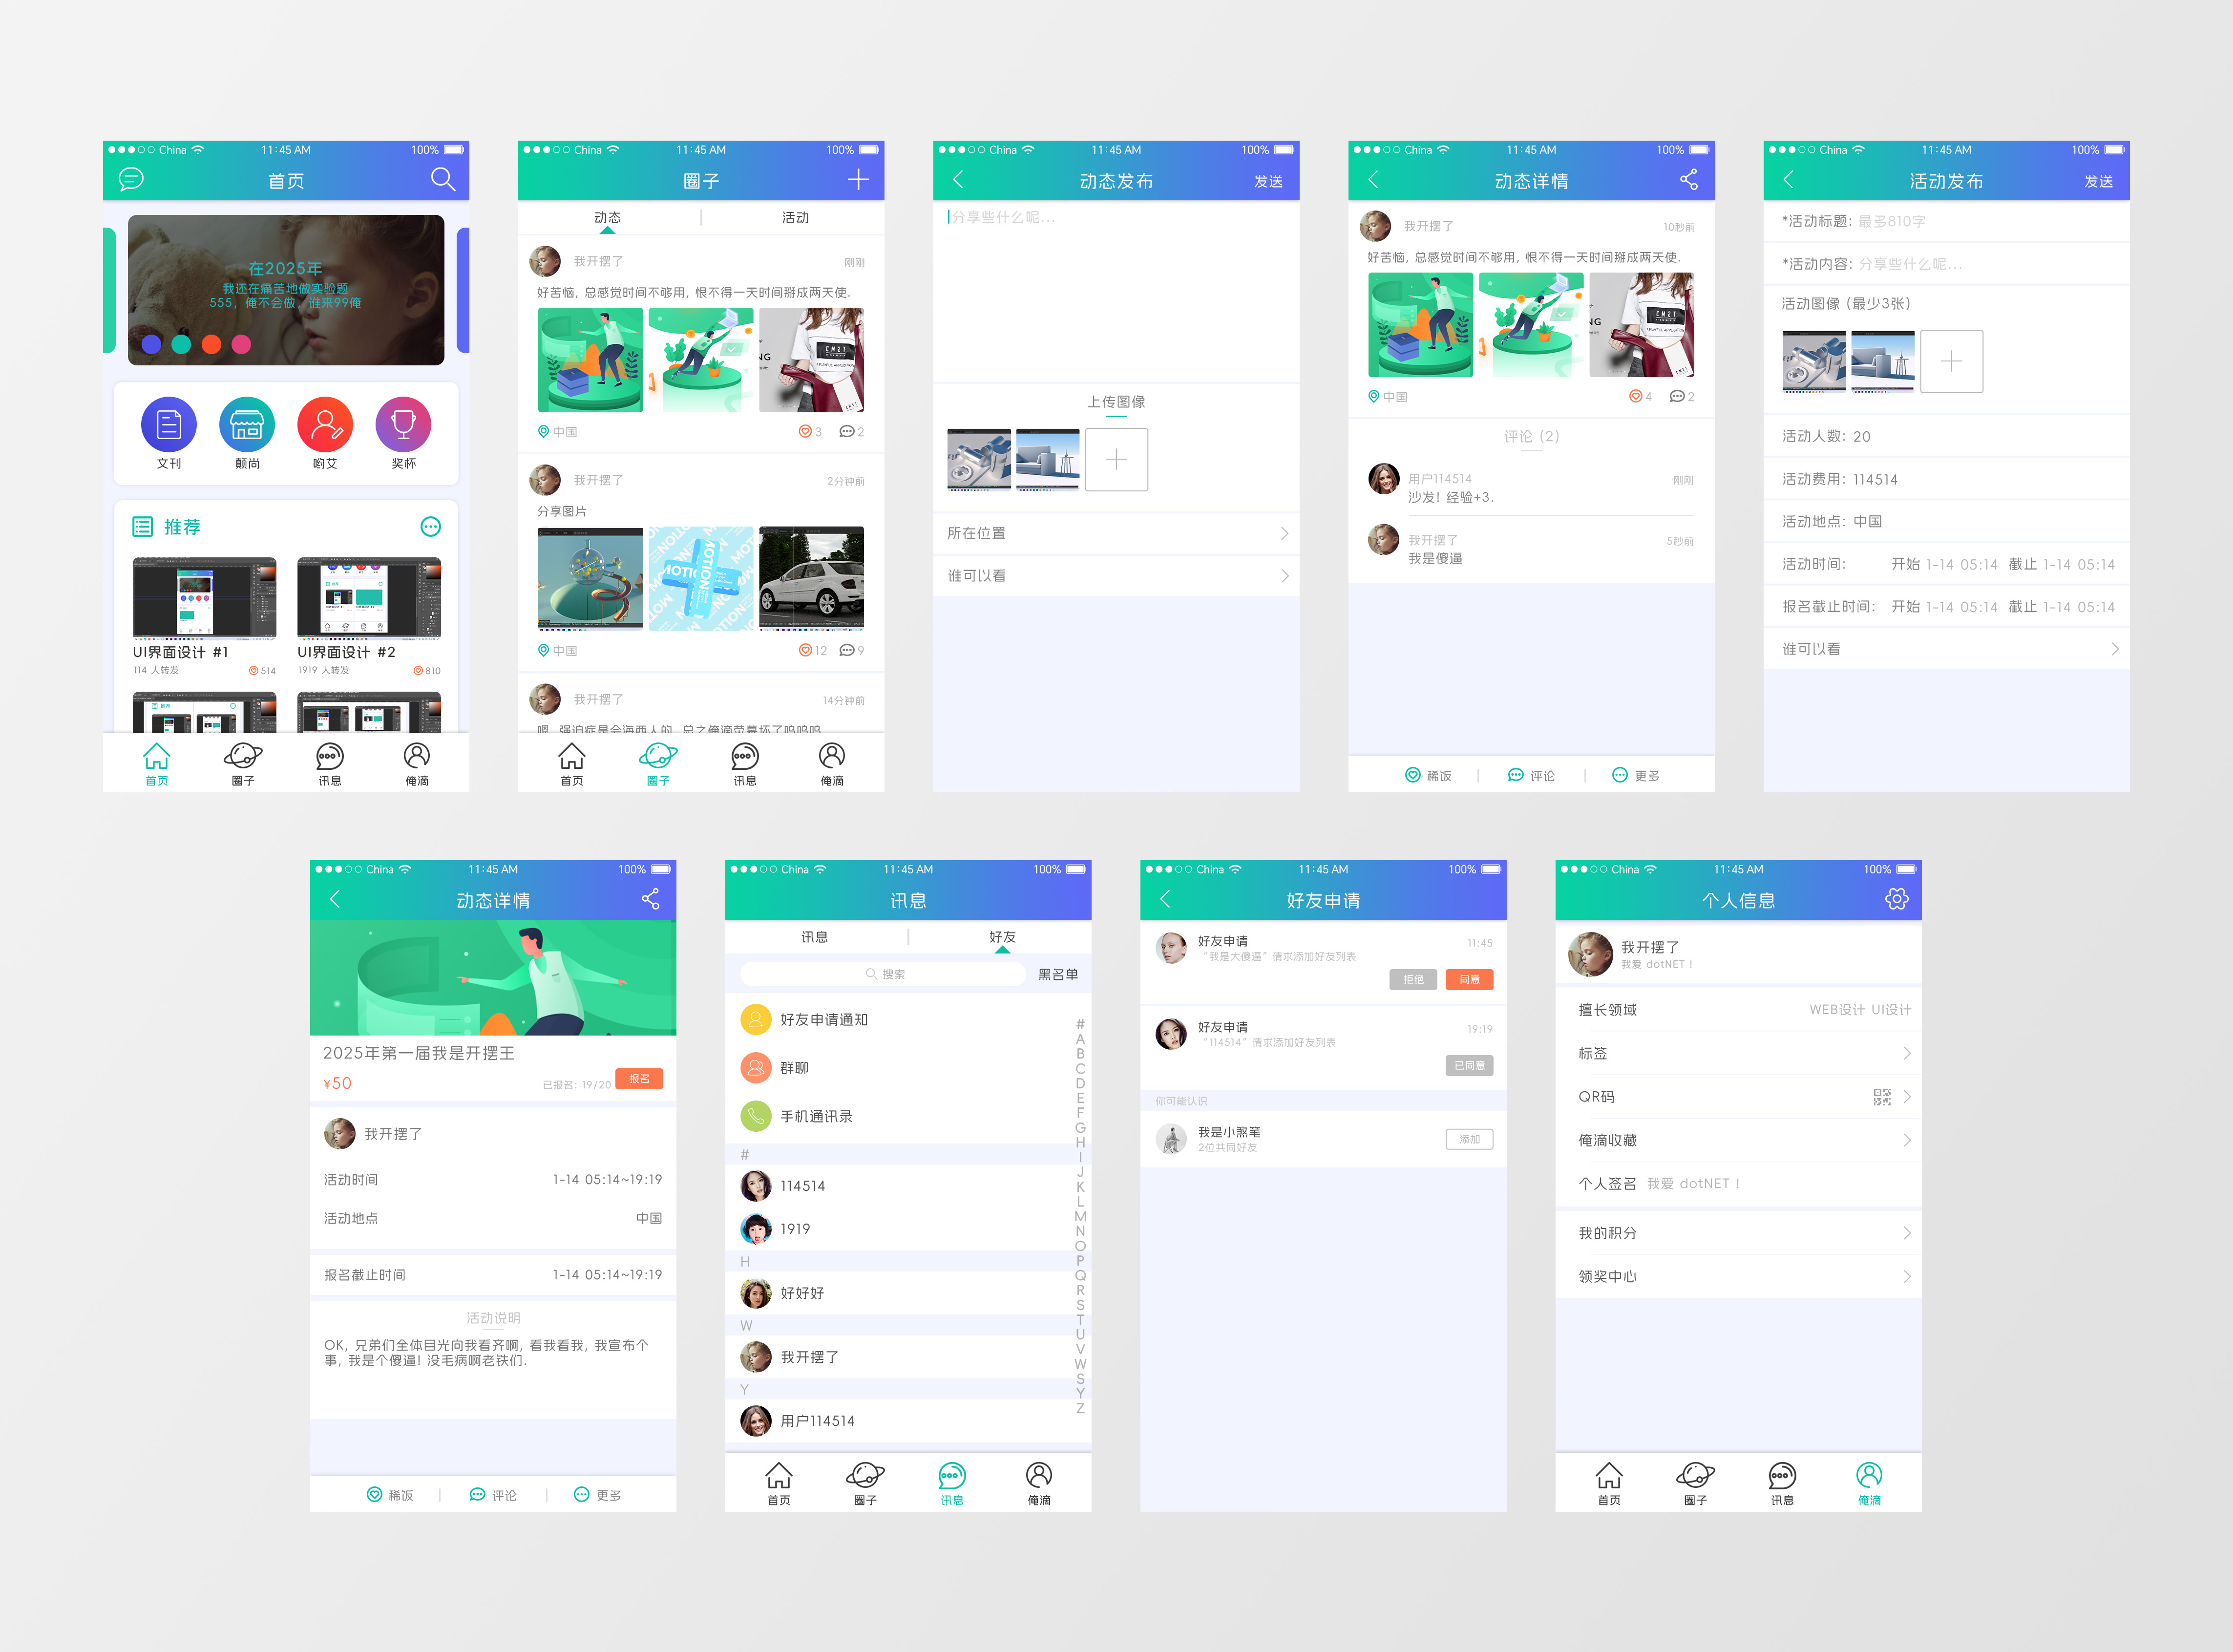 China 11:45 AM 100%
首页
在2025年
我还在痛苦地做实验题
555，俺不会做，谁来99俺
文刊 颠尚 哟艾 奖杯
推荐
UI界面设计 #1 UI界面设计 #2
114 人转发 514 1919 人转发 810
首页 圈子 讯息 俺滴
China 11:45 AM 100%
圈子
动态 活动
我开摆了 刚刚
好苦恼, 总感觉时间不够用, 恨不得一天时间掰成两天使.
中国 3 2
我开摆了 2分钟前
分享图片
MOTION
中国 12 9
我开摆了 14分钟前
首页 圈子 讯息 俺滴
China 11:45 AM 100%
动态发布 发送
分享些什么呢...
上传图像
所在位置
谁可以看
China 11:45 AM 100%
动态详情
我开摆了 10秒前
好苦恼, 总感觉时间不够用, 恨不得一天时间掰成两天使.
中国 4 2
评论 (2)
用户114514 刚刚
沙发! 经验+3.
我开摆了 5秒前
我是傻逼
稀饭 评论 更多
China 11:45 AM 100%
活动发布 发送
*活动标题: 最多810字
*活动内容: 分享些什么呢...
活动图像 (最少3张)
活动人数: 20
活动费用: 114514
活动地点: 中国
活动时间: 开始 1-14 05:14 截止 1-14 05:14
报名截止时间: 开始 1-14 05:14 截止 1-14 05:14
谁可以看
China 11:45 AM 100%
动态详情
2025年第一届我是开摆王
¥50 已报名: 19/20 报名
我开摆了
活动时间 1-14 05:14~19:19
活动地点 中国
报名截止时间 1-14 05:14~19:19
活动说明
OK, 兄弟们全体目光向我看齐啊, 看我看我, 我宣布个
事, 我是个傻逼! 没毛病啊老铁们.
稀饭 评论 更多
China 11:45 AM 100%
讯息
讯息 好友
搜索 黑名单
好友申请通知
群聊
手机通讯录
#
114514
1919
H
好好好
W
我开摆了
Y
用户114514
#
A
B
C
D
E
F
G
H
I
J
K
L
M
N
O
P
Q
R
S
T
U
V
W
S
Y
Z
首页 圈子 讯息 俺滴
China 11:45 AM 100%
好友申请
好友申请 11:45
“我是大傻逼” 请求添加好友列表
拒绝 同意
好友申请 19:19
“114514” 请求添加好友列表
已同意
你可能认识
我是小煞笔
2位共同好友 添加
China 11:45 AM 100%
个人信息
我开摆了
我爱 dotNET !
擅长领域 WEB设计 UI设计
标签
QR码
俺滴收藏
个人签名 我爱 dotNET !
我的积分
领奖中心
首页 圈子 讯息 俺滴